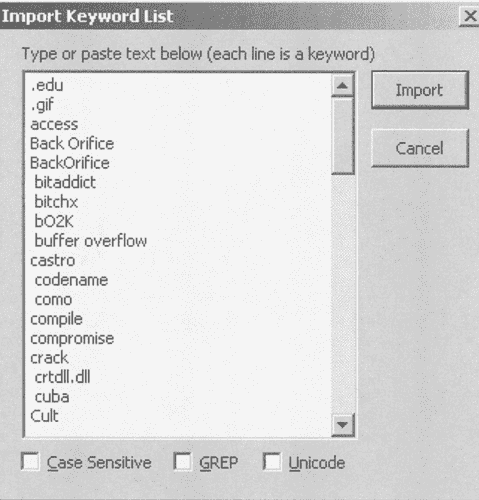 Import Keyword List
Type or paste text below (each line is a keyword)
.edu
.gif
access
Back Orifice
BackOrifice
bitaddict
bitchx
bO2K
buffer overflow
castro
codename
como
compile
compromise
crack
crtdll.dll
cuba
Cult
Import
Cancel
Case Sensitive
GREP
Unicode